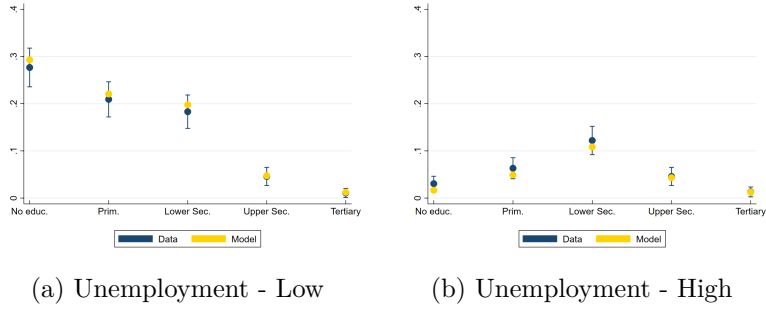 .4
.3
.2
.1
0
No educ. Prim. Lower Sec. Upper Sec. Tertiary
Data Model
(a) Unemployment - Low
.4
.3
.2
.1
0
No educ. Prim. Lower Sec. Upper Sec. Tertiary
Data Model
(b) Unemployment - High